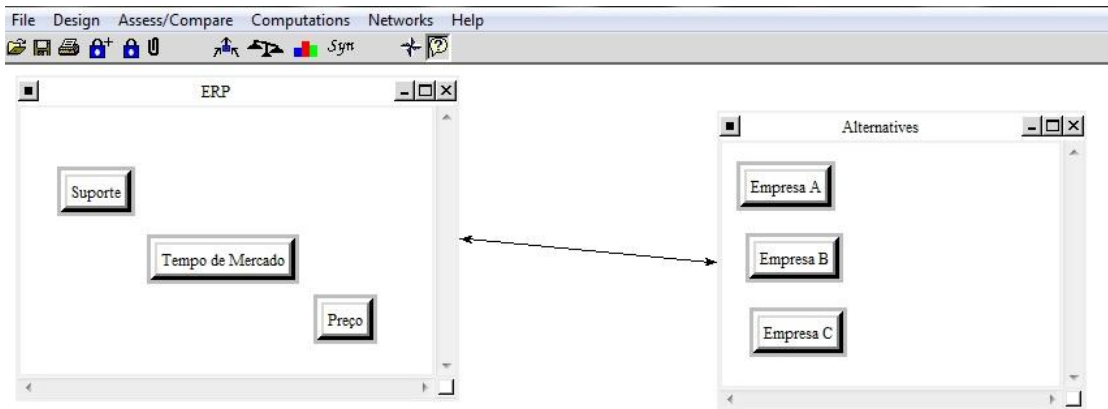 File Design Assess/Compare Computations Networks Help
Syn
ERP
Alternatives
Suporte
Tempo de Mercado
Preço
Empresa A
Empresa B
Empresa C